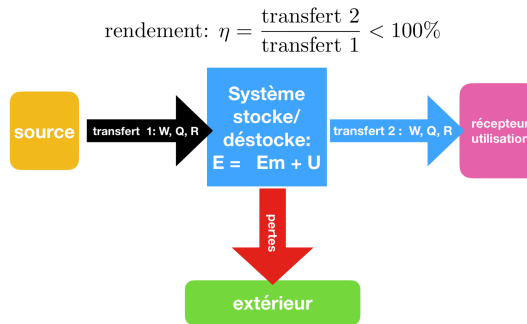 rendement: η = transfert 2 / transfert 1 < 100%
Système
stocke/
déstocke:
E = Em + U
source
transfert 1: W, Q, R
transfert 2 : W, Q, R
récepteur
utilisation
pertes
extérieur